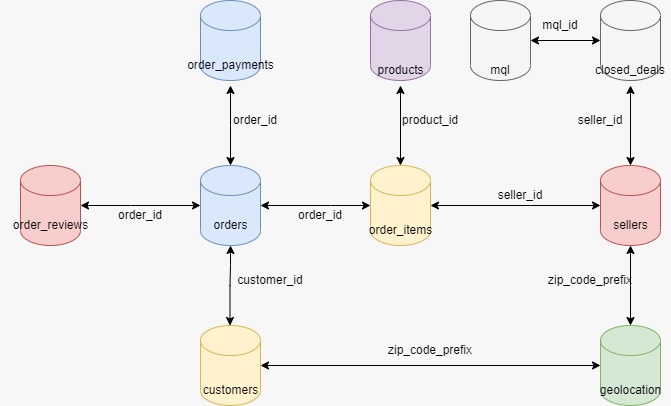 mql_id
order_payments
products
mql
closed_deals
order_id
product_id
seller_id
order_reviews
order_id
orders
order_id
order_items
seller_id
sellers
customer_id
zip_code_prefix
customers
zip_code_prefix
geolocation